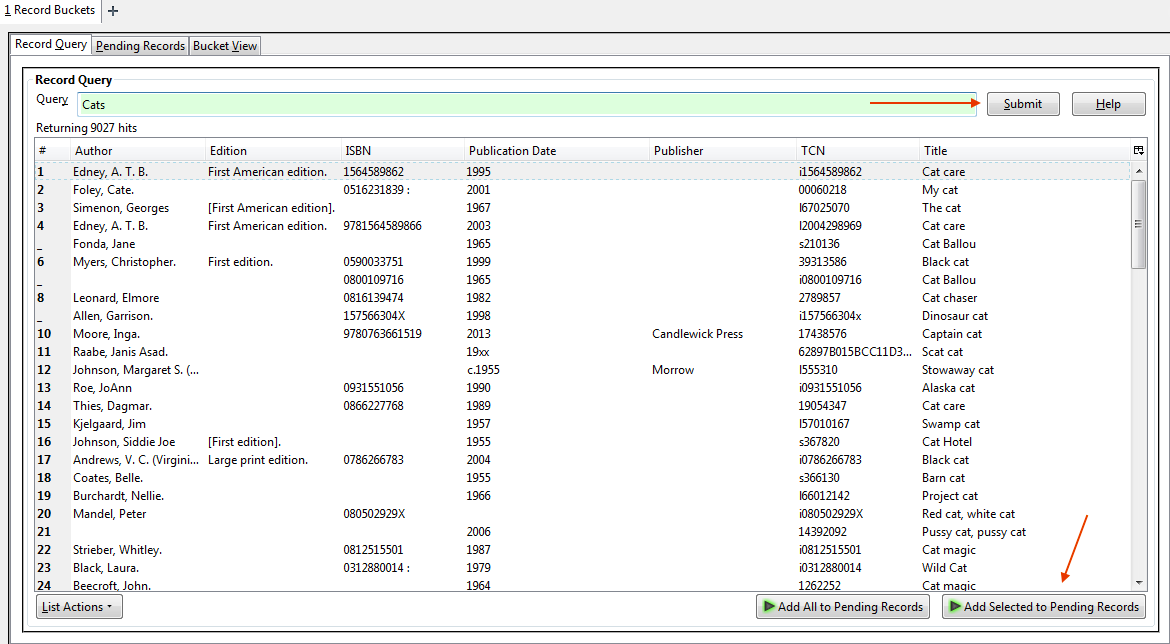 1 Record Buckets +
Record Query Pending Records Bucket View
Record Query
Query Cats Submit Help
Returning 9027 hits
# Author Edition ISBN Publication Date Publisher TCN Title
1 Edney, A. T. B. First American edition. 1564589862 1995 i1564589862 Cat care
2 Foley, Cate. 0516231839 : 2001 00060218 My cat
3 Simenon, Georges [First American edition]. 1967 l67025070 The cat
4 Edney, A. T. B. First American edition. 9781564589866 2003 l2004298969 Cat care
_ Fonda, Jane 1965 s210136 Cat Ballou
6 Myers, Christopher. First edition. 0590033751 1999 39313586 Black cat
_ 0800109716 1965 i0800109716 Cat Ballou
8 Leonard, Elmore 0816139474 1982 2789857 Cat chaser
_ Allen, Garrison. 157566304X 1998 i157566304x Dinosaur cat
10 Moore, Inga. 9780763661519 2013 Candlewick Press 17438576 Captain cat
11 Raabe, Janis Asad. 19xx 62897B015BCC11D3... Scat cat
12 Johnson, Margaret S. (... c.1955 Morrow l555310 Stowaway cat
13 Roe, JoAnn 0931551056 1990 i0931551056 Alaska cat
14 Thies, Dagmar. 0866227768 1989 19054347 Cat care
15 Kjelgaard, Jim 1957 l57010167 Swamp cat
16 Johnson, Siddie Joe [First edition]. 1955 s367820 Cat Hotel
17 Andrews, V. C. (Virgini... Large print edition. 0786266783 2004 i0786266783 Black cat
18 Coates, Belle. 1955 s366130 Barn cat
19 Burchardt, Nellie. 1966 l66012142 Project cat
20 Mandel, Peter 080502929X i080502929X Red cat, white cat
21 2006 14392092 Pussy cat, pussy cat
22 Strieber, Whitley. 0812515501 1987 i0812515501 Cat magic
23 Black, Laura. 0312880014 : 1979 i0312880014 Wild Cat
24 Beecroft, John. 1964 1262252 Cat magic
List Actions Add All to Pending Records Add Selected to Pending Records